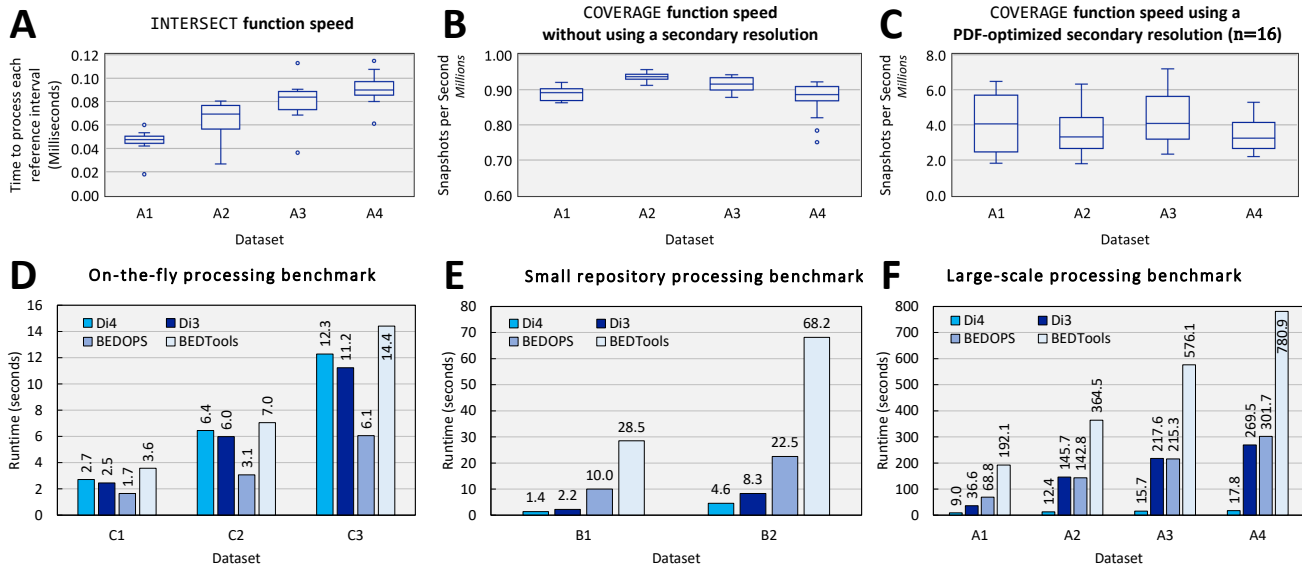 A
INTERSECT function speed
Time to process each
reference interval
(Milliseconds)
0.12
0.10
0.08
0.06
0.04
0.02
0.00
A1 A2 A3 A4
Dataset
B
COVERAGE function speed
without using a secondary resolution
Snapshots per Second
Millions
1.00
0.90
0.80
0.70
0.60
A1 A2 A3 A4
Dataset
C
COVERAGE function speed using a
PDF-optimized secondary resolution (n=16)
Snapshots per Second
Millions
8.0
6.0
4.0
2.0
0.0
A1 A2 A3 A4
Dataset
D
On-the-fly processing benchmark
Runtime (seconds)
16
14
12
10
8
6
4
2
0
Di4 Di3
BEDOPS BEDTools
2.7 2.5 1.7 3.6
6.4 6.0 3.1 7.0
12.3 11.2 6.1 14.4
C1 C2 C3
Dataset
E
Small repository processing benchmark
Runtime (seconds)
80
70
60
50
40
30
20
10
0
Di4 Di3
BEDOPS BEDTools
1.4 2.2 10.0 28.5
4.6 8.3 22.5 68.2
B1 B2
Dataset
F
Large-scale processing benchmark
Runtime (seconds)
800
700
600
500
400
300
200
100
0
Di4 Di3
BEDOPS BEDTools
9.0 36.6 68.8 192.1
12.4 145.7 142.8 364.5
15.7 217.6 215.3 576.1
17.8 269.5 301.7 780.9
A1 A2 A3 A4
Dataset